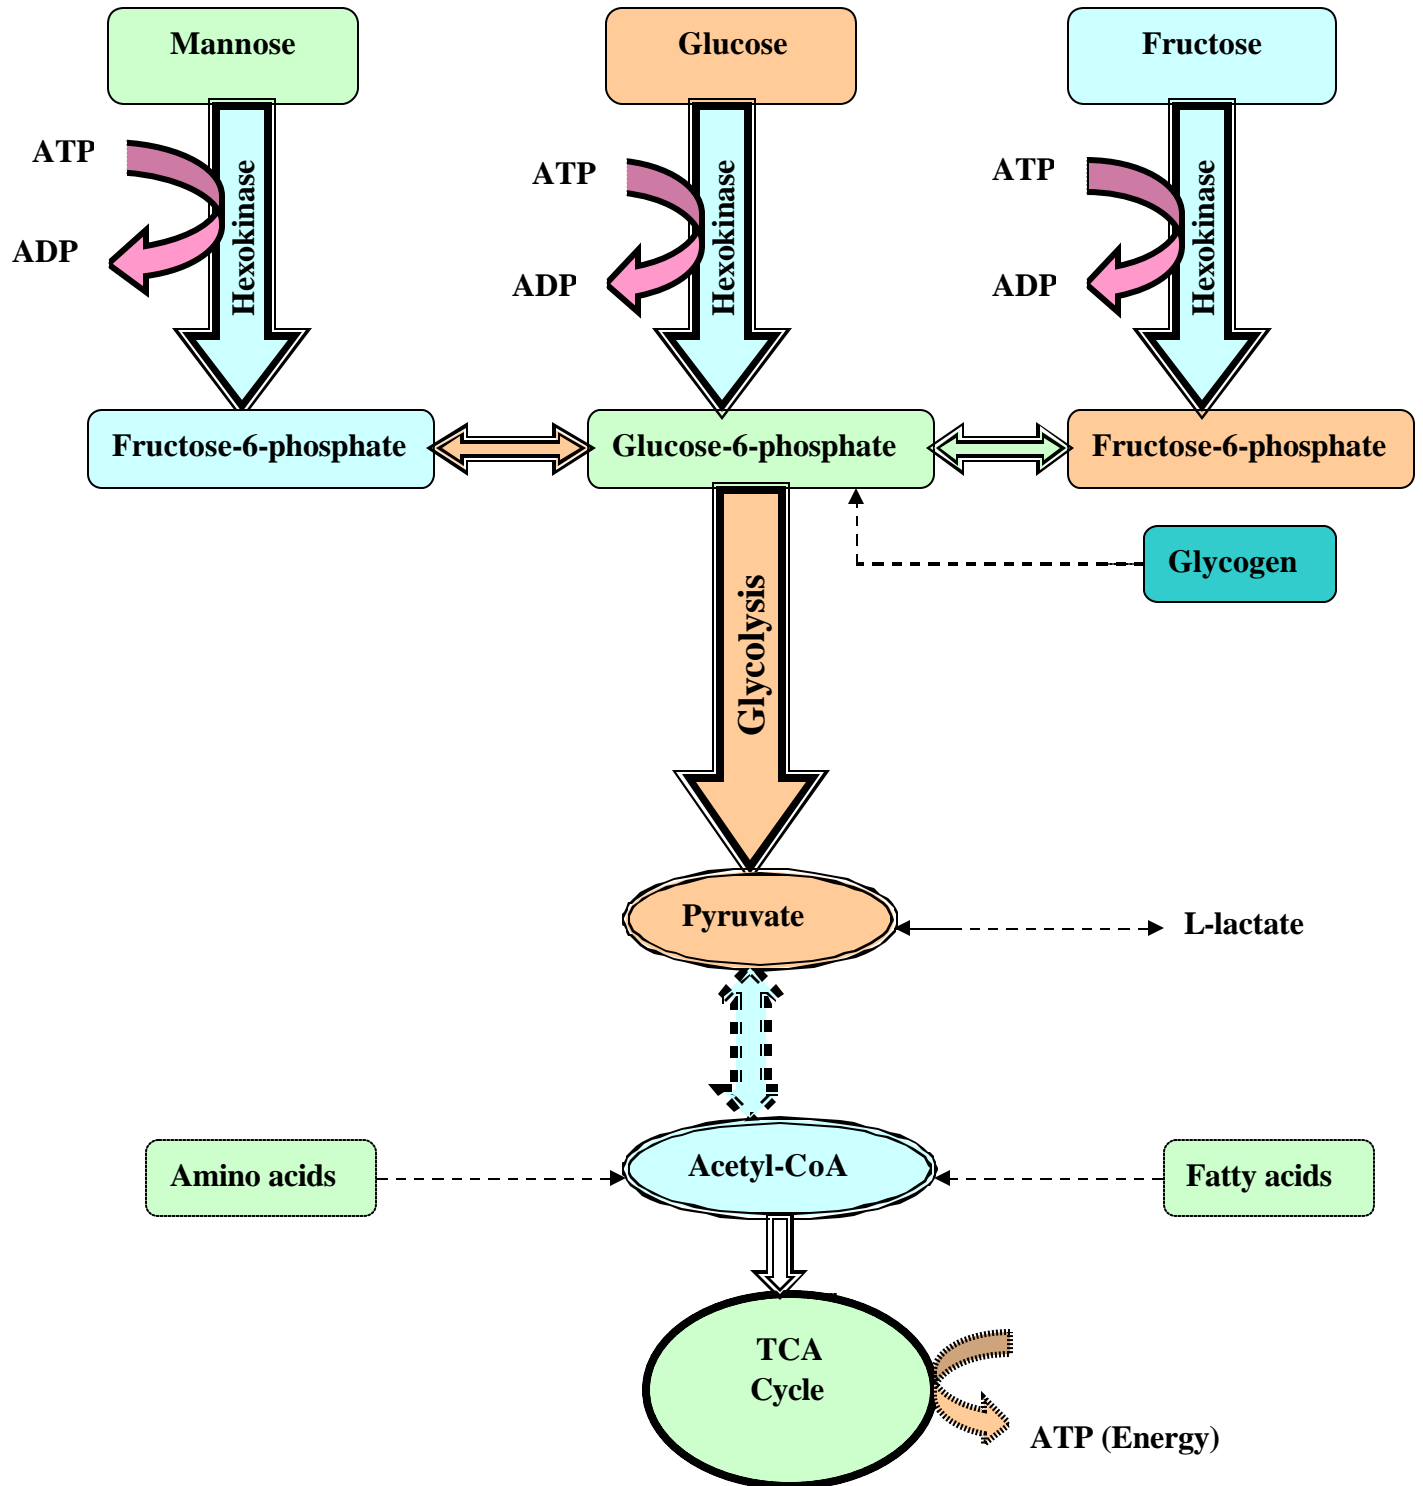 Mannose
Glucose
Fructose
ATP
ATP
ATP
Hexokinase
Hexokinase
Hexokinase
ADP
ADP
ADP
Fructose-6-phosphate
Glucose-6-phosphate
Fructose-6-phosphate
Glycogen
Glycolysis
Pyruvate
L-lactate
Amino acids
Acetyl-CoA
Fatty acids
TCA
Cycle
ATP (Energy)